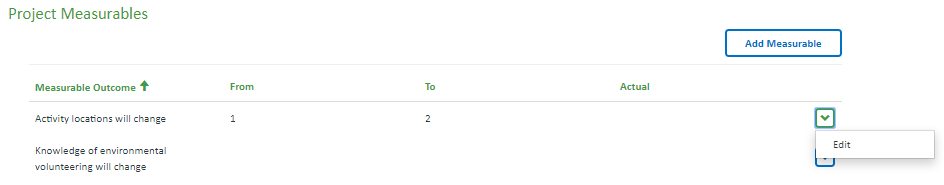 Project Measurables
Add Measurable
Measurable Outcome From To Actual
Activity locations will change 1 2
Edit
Knowledge of environmental
volunteering will change